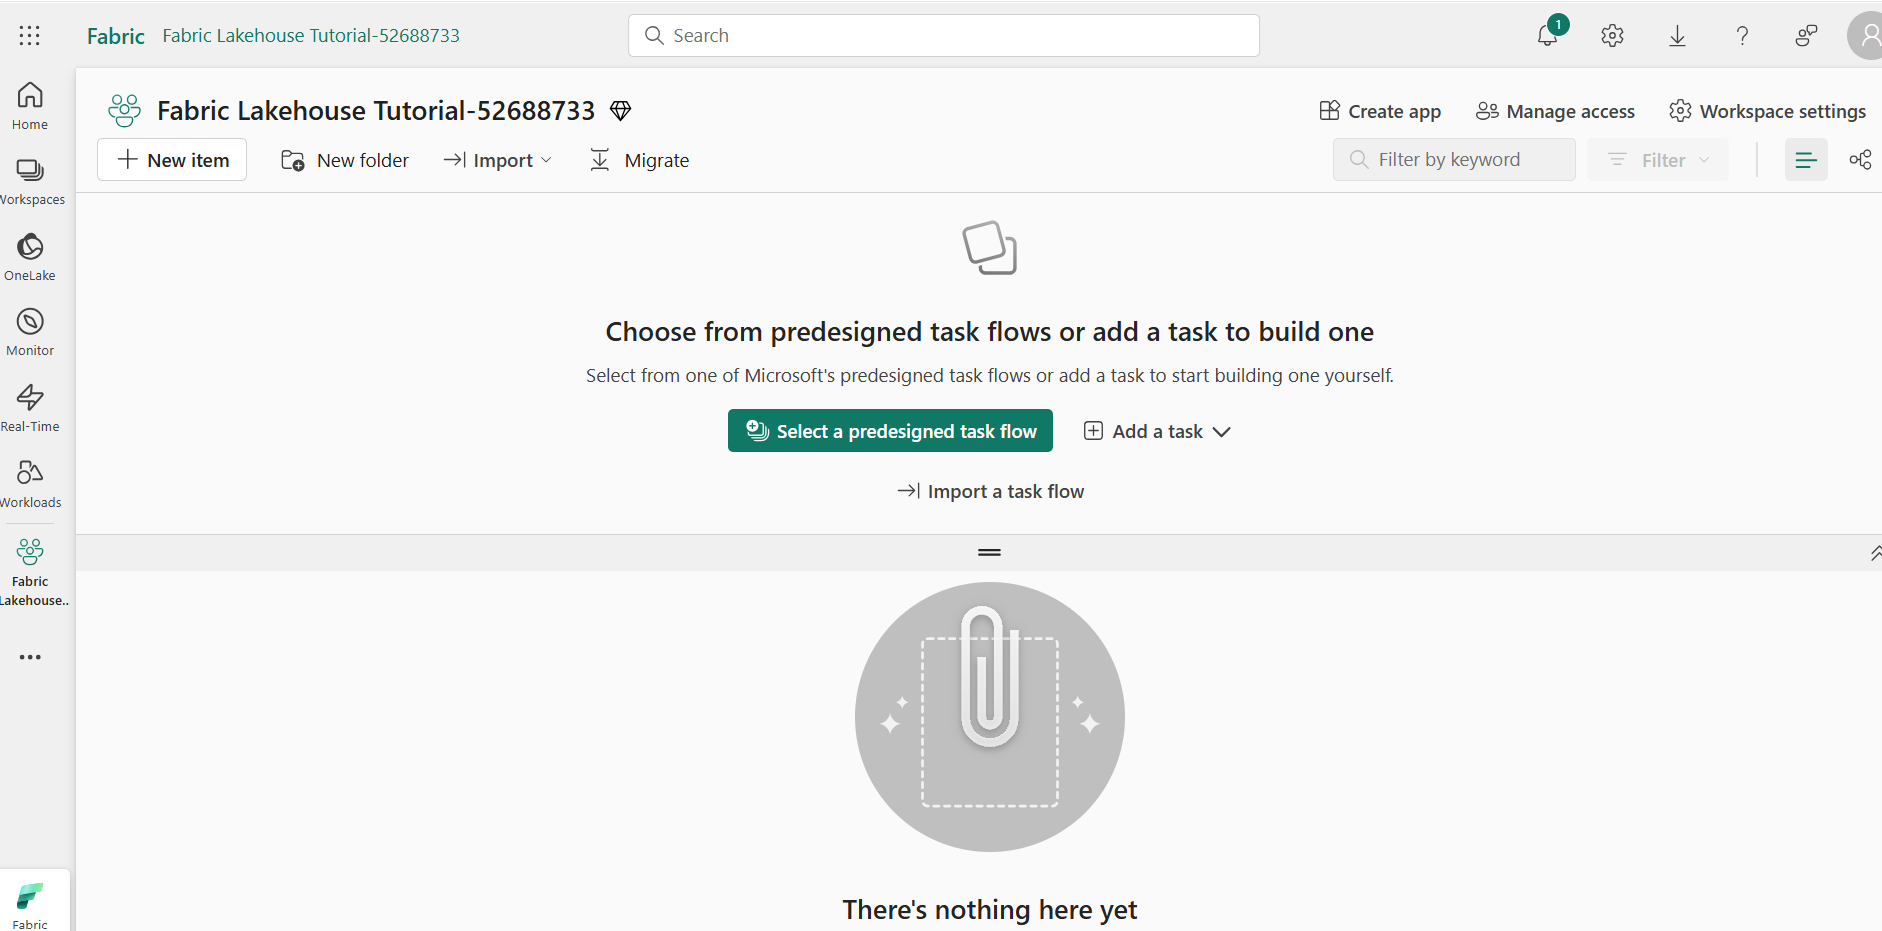 Fabric Fabric Lakehouse Tutorial-52688733
Search
1
Home
Workspaces
OneLake
Monitor
Real-Time
Workloads
Fabric
Lakehouse..
Fabric
Fabric Lakehouse Tutorial-52688733
Create app
Manage access
Workspace settings
New item
New folder
Import
Migrate
Filter by keyword
Filter
Choose from predesigned task flows or add a task to build one
Select from one of Microsoft's predesigned task flows or add a task to start building one yourself.
Select a predesigned task flow
Add a task
Import a task flow
There's nothing here yet